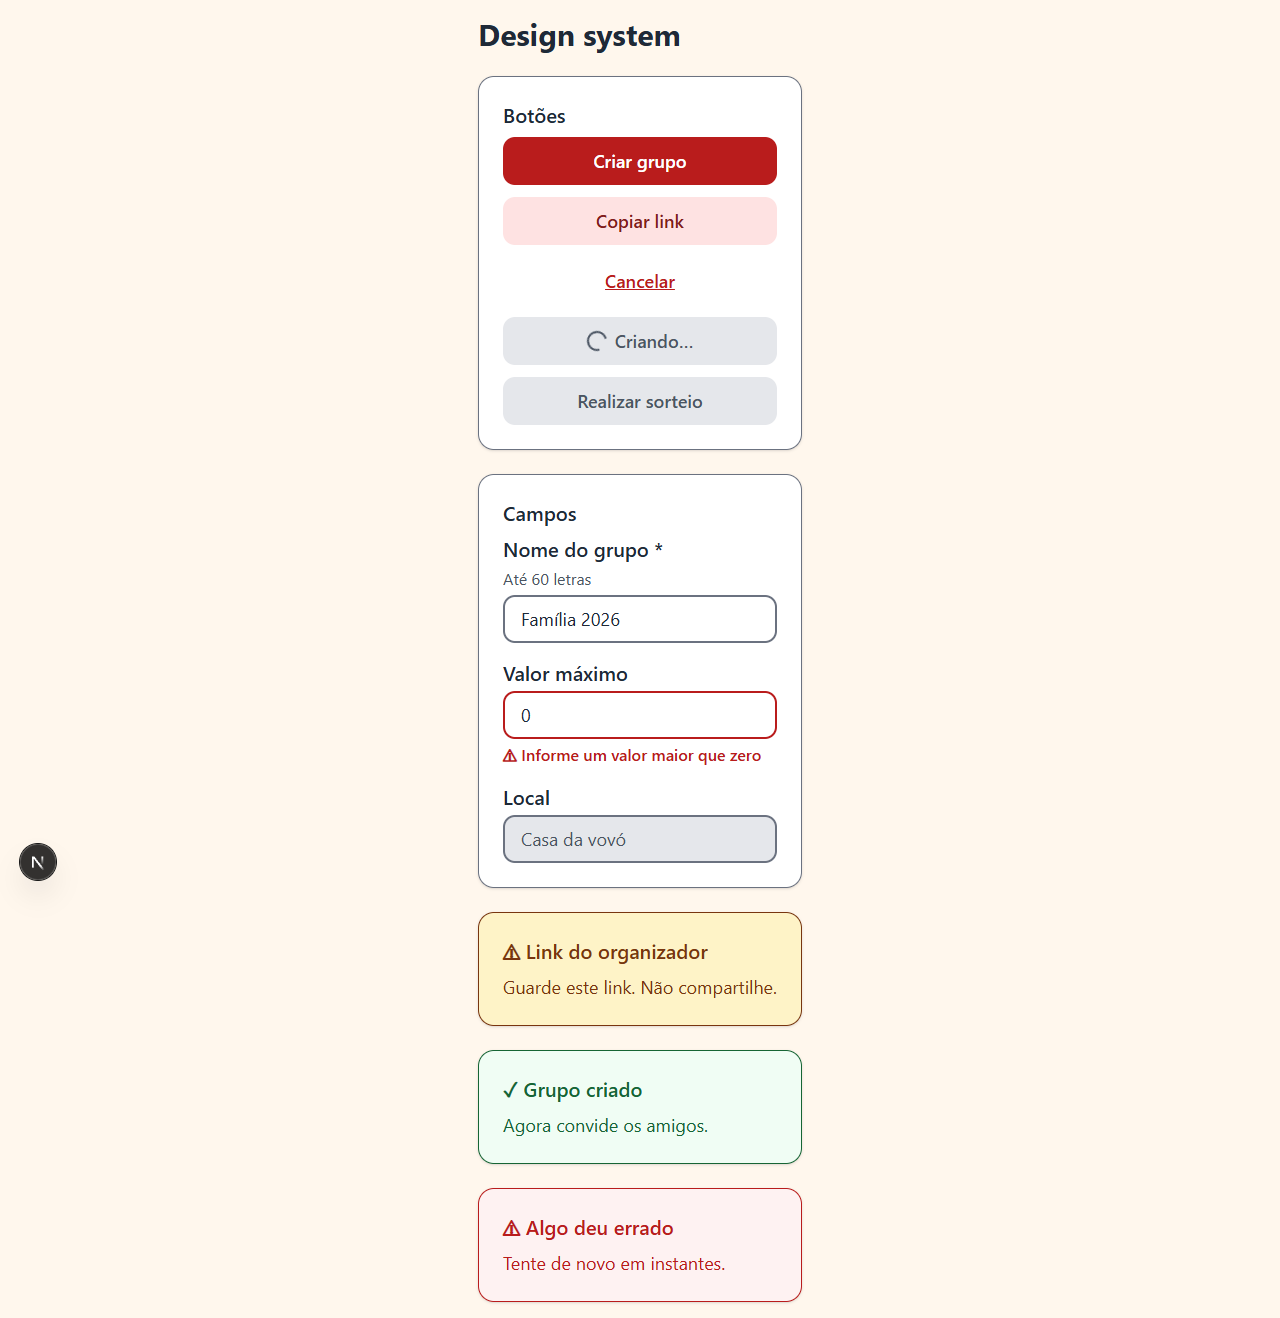 Design system
Botões
Criar grupo
Copiar link
Cancelar
Criando...
Realizar sorteio
Campos
Nome do grupo *
Até 60 letras
Família 2026
Valor máximo
0
⚠ Informe um valor maior que zero
Local
Casa da vovó
N
⚠ Link do organizador
Guarde este link. Não compartilhe.
✓ Grupo criado
Agora convide os amigos.
⚠ Algo deu errado
Tente de novo em instantes.